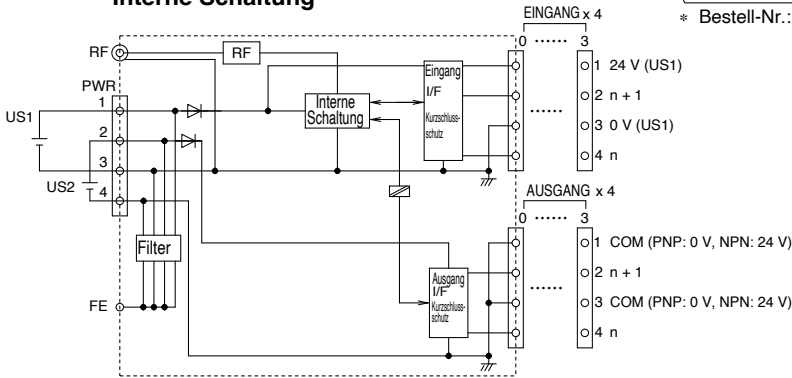 Interne Schaltung
* Bestell-Nr.:
EINGANG x 4
0 ...... 3
RF
RF
PWR
Eingang
I/F
Kurzschluss-
schutz
1 24 V (US1)
2 n + 1
3 0 V (US1)
4 n
......
Interne
Schaltung
US1
US2
1
2
3
4
Filter
FE
AUSGANG x 4
0 ...... 3
Ausgang
I/F
Kurzschluss-
schutz
1 COM (PNP: 0 V, NPN: 24 V)
2 n + 1
3 COM (PNP: 0 V, NPN: 24 V)
4 n
......